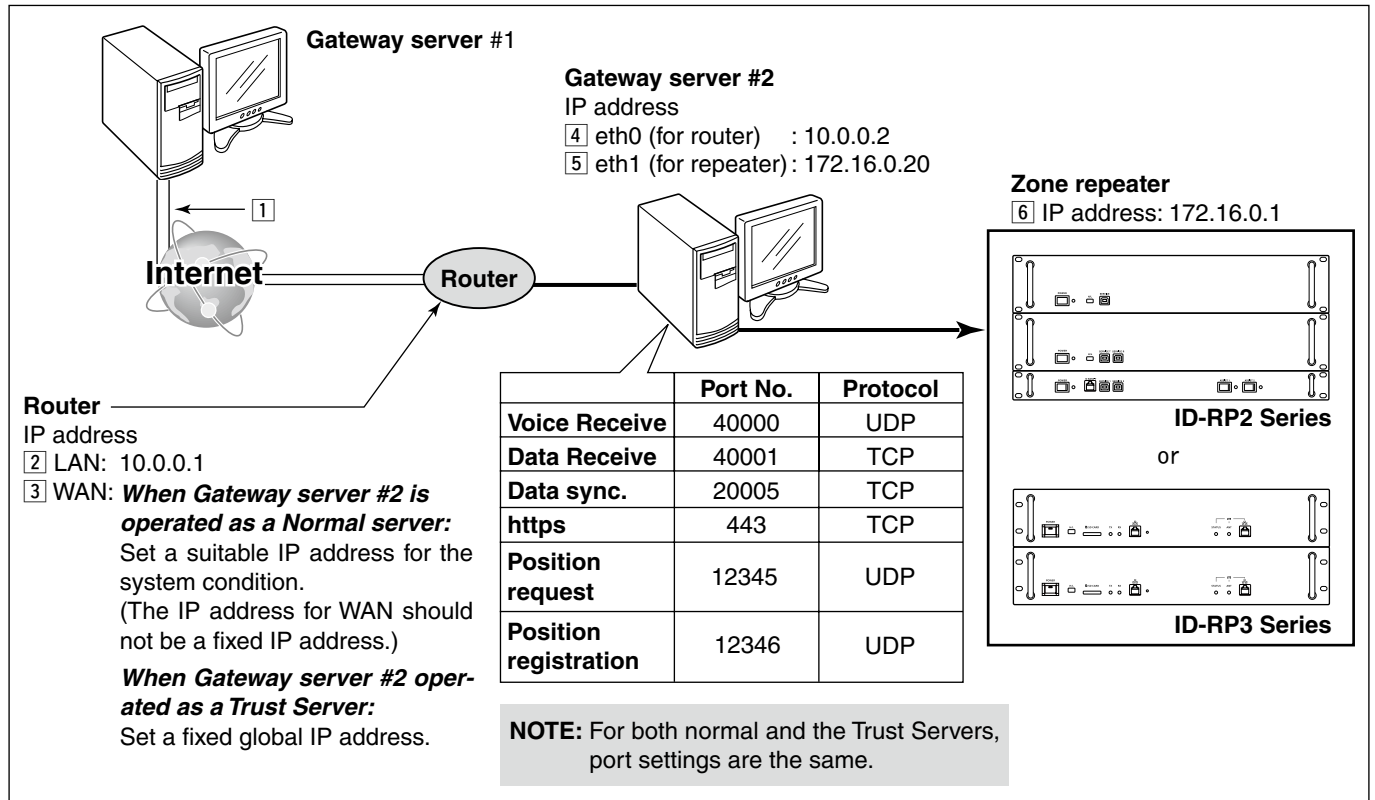 Gateway server #1
Gateway server #2
IP address
4 eth0 (for router) : 10.0.0.2
5 eth1 (for repeater) : 172.16.0.20
Zone repeater
6 IP address: 172.16.0.1
1
Internet
Router
Router
IP address
2 LAN: 10.0.0.1
3 WAN: When Gateway server #2 is
operated as a Normal server:
Set a suitable IP address for the
system condition.
(The IP address for WAN should
not be a fixed IP address.)
When Gateway server #2 oper-
ated as a Trust Server:
Set a fixed global IP address.
Port No. Protocol
Voice Receive 40000 UDP
Data Receive 40001 TCP
Data sync. 20005 TCP
https 443 TCP
Position
request 12345 UDP
Position
registration 12346 UDP
NOTE: For both normal and the Trust Servers,
port settings are the same.
ID-RP2 Series
or
ID-RP3 Series